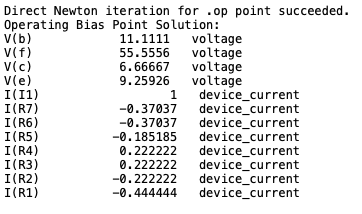 Direct Newton iteration for .op point succeeded.
Operating Bias Point Solution:
V(b) 11.1111 voltage
V(f) 55.5556 voltage
V(c) 6.66667 voltage
V(e) 9.25926 voltage
I(I1) 1 device_current
I(R7) -0.37037 device_current
I(R6) -0.37037 device_current
I(R5) -0.185185 device_current
I(R4) 0.222222 device_current
I(R3) 0.222222 device_current
I(R2) -0.222222 device_current
I(R1) -0.444444 device_current